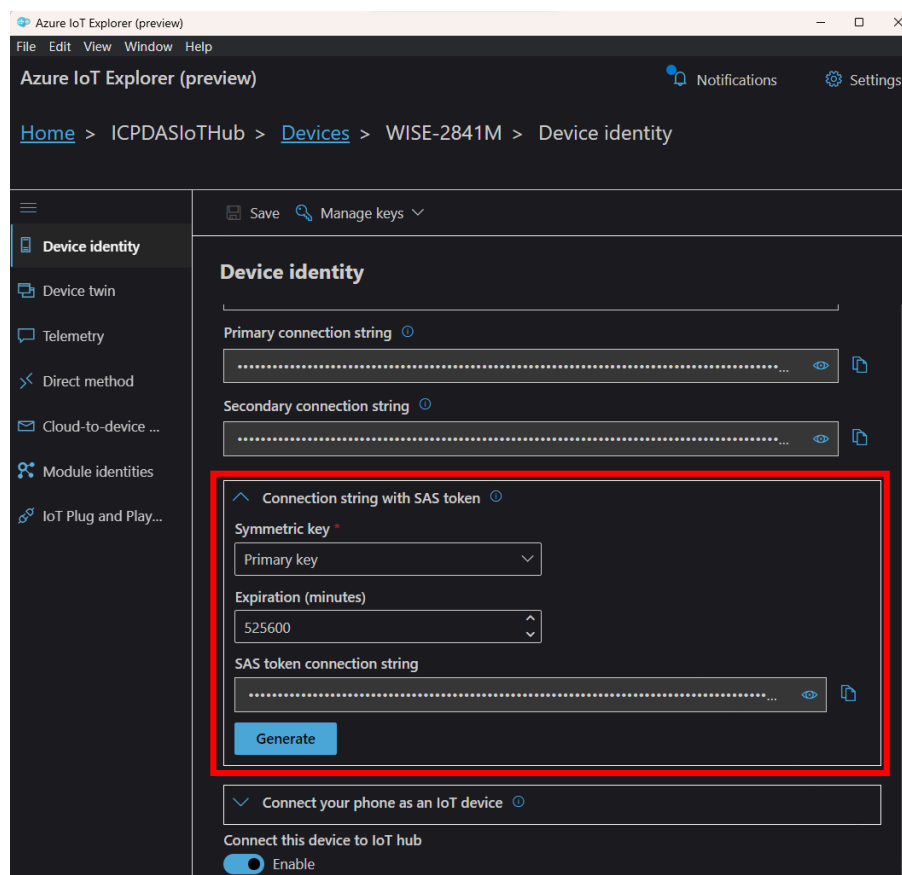 Azure IoT Explorer (preview)
File Edit View Window Help
Azure IoT Explorer (preview)
Notifications
Settings
Home > ICPDASIoTHub > Devices > WISE-2841M > Device identity
Save
Manage keys
Device identity
Device twin
Telemetry
Direct method
Cloud-to-device ...
Module identities
IoT Plug and Play...
Device identity
Primary connection string
Secondary connection string
Connection string with SAS token
Symmetric key *
Primary key
Expiration (minutes)
525600
SAS token connection string
Generate
Connect your phone as an IoT device
Connect this device to IoT hub
Enable